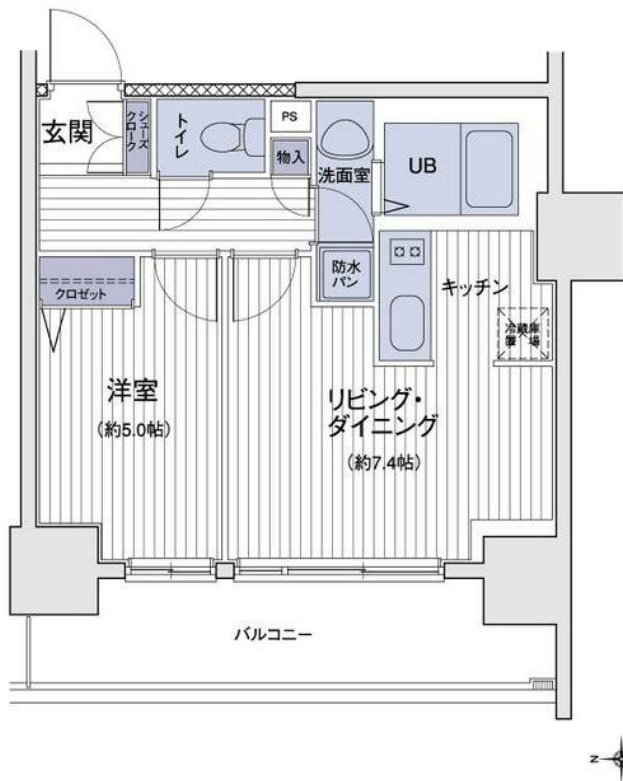 玄関
シューズ
クローク
トイレ
PS
物入
洗面室
UB
防水
パン
キッチン
冷蔵庫
置場
クロゼット
洋室
(約5.0帖)
リビング・
ダイニング
(約7.4帖)
バルコニー
N